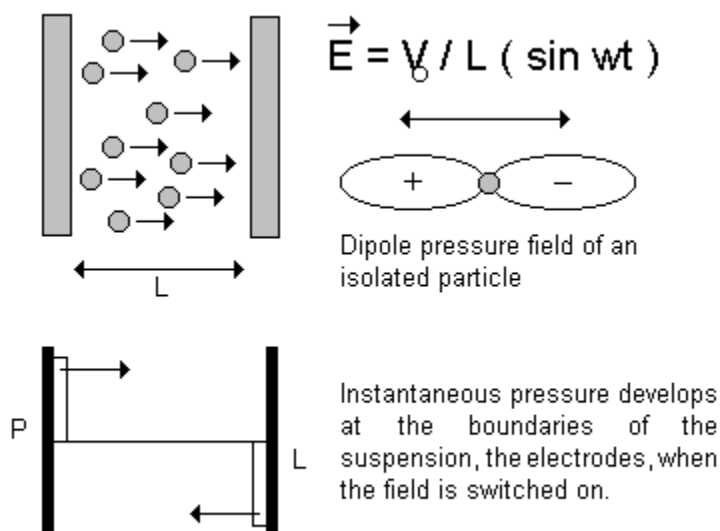 E = V₀ / L ( sin wt )
+ −
Dipole pressure field of an
isolated particle
L
P
L
Instantaneous pressure develops
at the boundaries of the
suspension, the electrodes, when
the field is switched on.